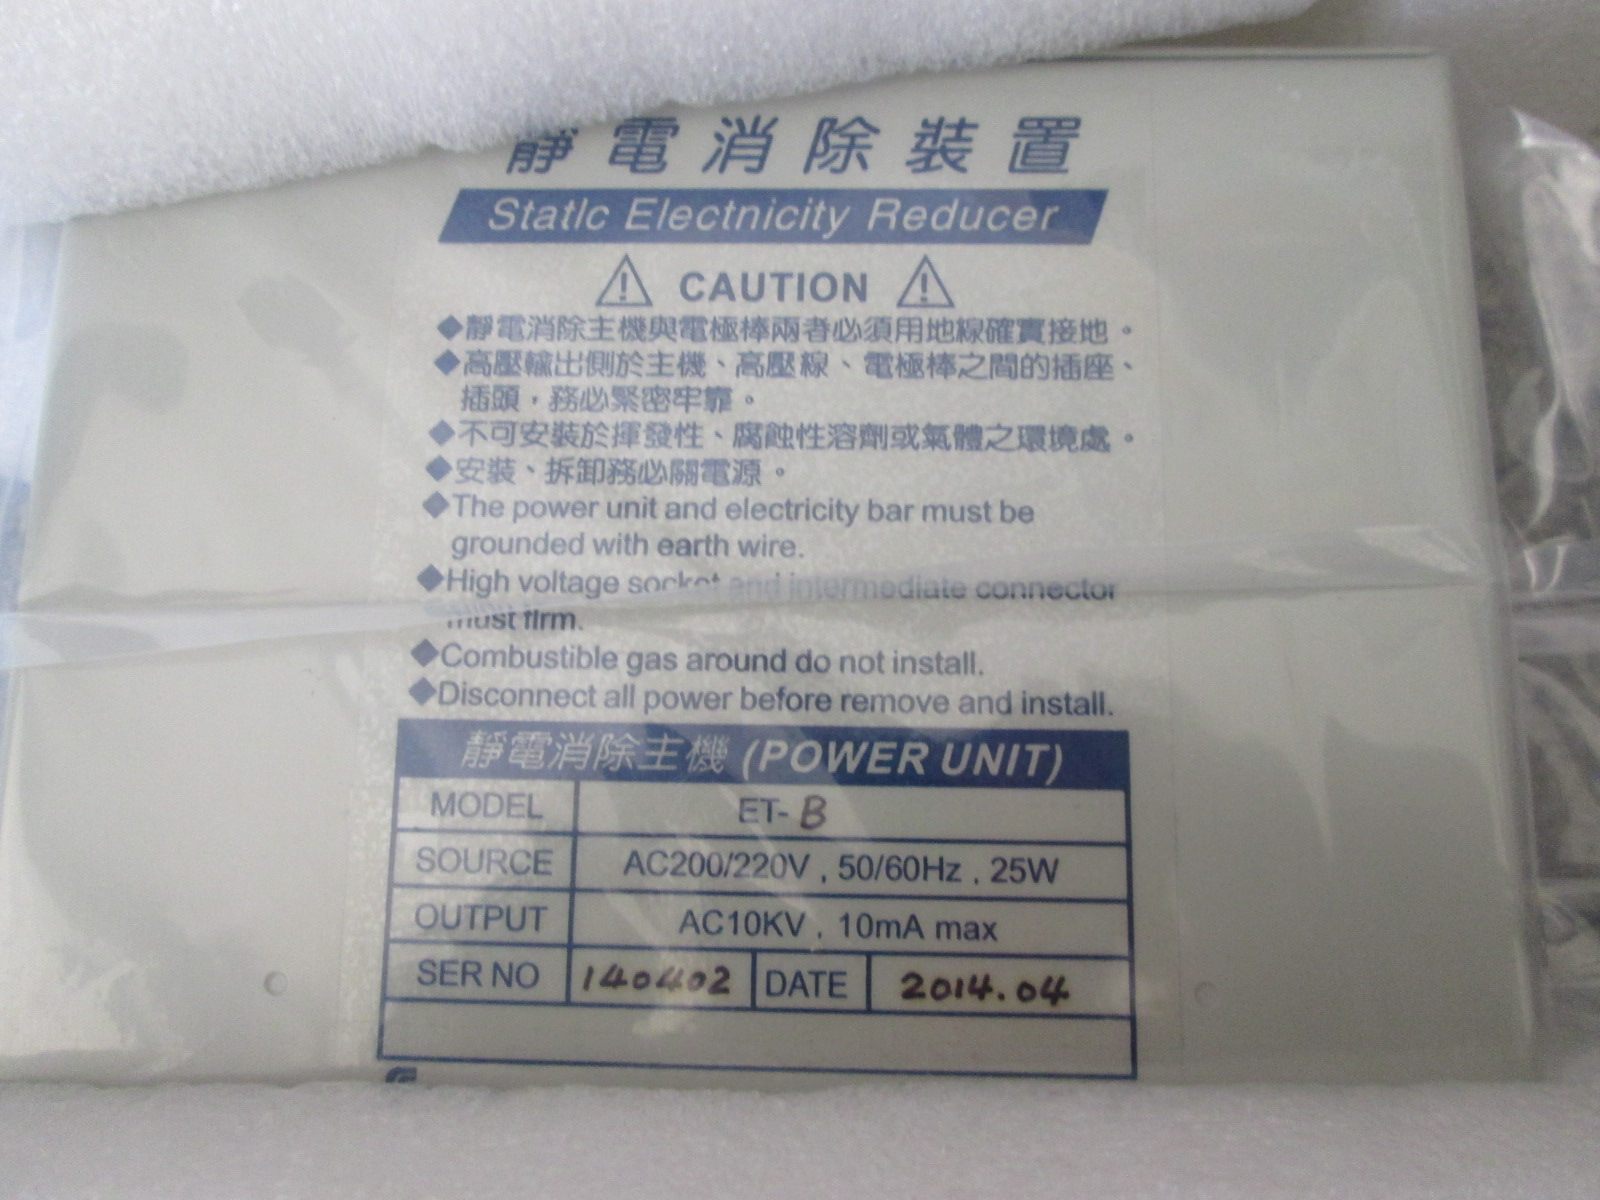 靜電消除裝置
Static Electnicity Reducer
CAUTION
◆靜電消除主機與電極棒兩者必須用地線確實接地。
◆高壓輸出側於主機、高壓線、電極棒之間的插座、
插頭，務必緊密牢靠。
◆不可安裝於揮發性、腐蝕性溶劑或氣體之環境處。
◆安裝、拆卸務必關電源。
◆The power unit and electricity bar must be
grounded with earth wire.
◆High voltage socket and intermediate connector
must firm.
◆Combustible gas around do not install.
◆Disconnect all power before remove and install.
靜電消除主機 (POWER UNIT)
MODEL ET- B
SOURCE AC200/220V , 50/60Hz , 25W
OUTPUT AC10KV , 10mA max
SER NO 140402 DATE 2014.04